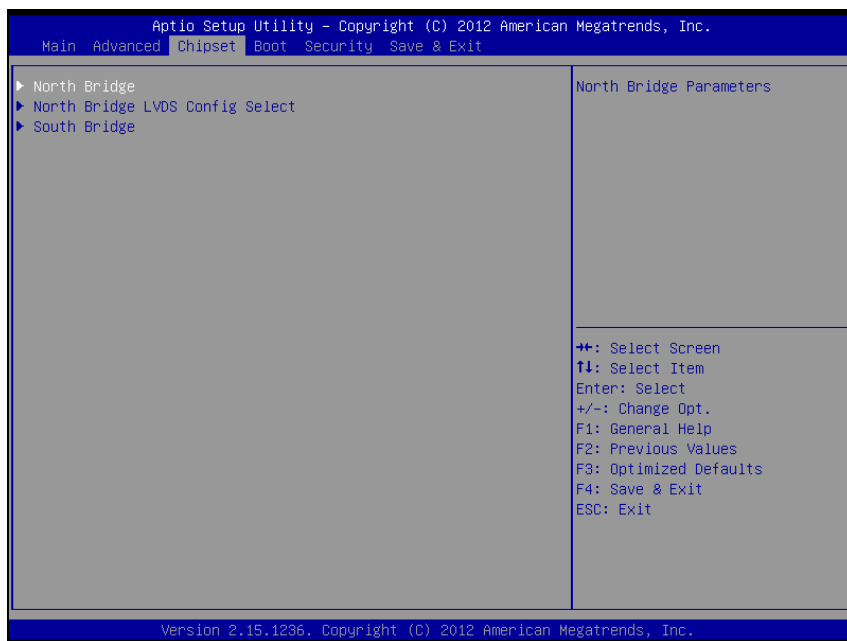 Aptio Setup Utility – Copyright (C) 2012 American Megatrends, Inc.
Main Advanced Chipset Boot Security Save & Exit
▶ North Bridge
▶ North Bridge LVDS Config Select
▶ South Bridge
North Bridge Parameters
→←: Select Screen
↑↓: Select Item
Enter: Select
+/-: Change Opt.
F1: General Help
F2: Previous Values
F3: Optimized Defaults
F4: Save & Exit
ESC: Exit
Version 2.15.1236. Copyright (C) 2012 American Megatrends, Inc.